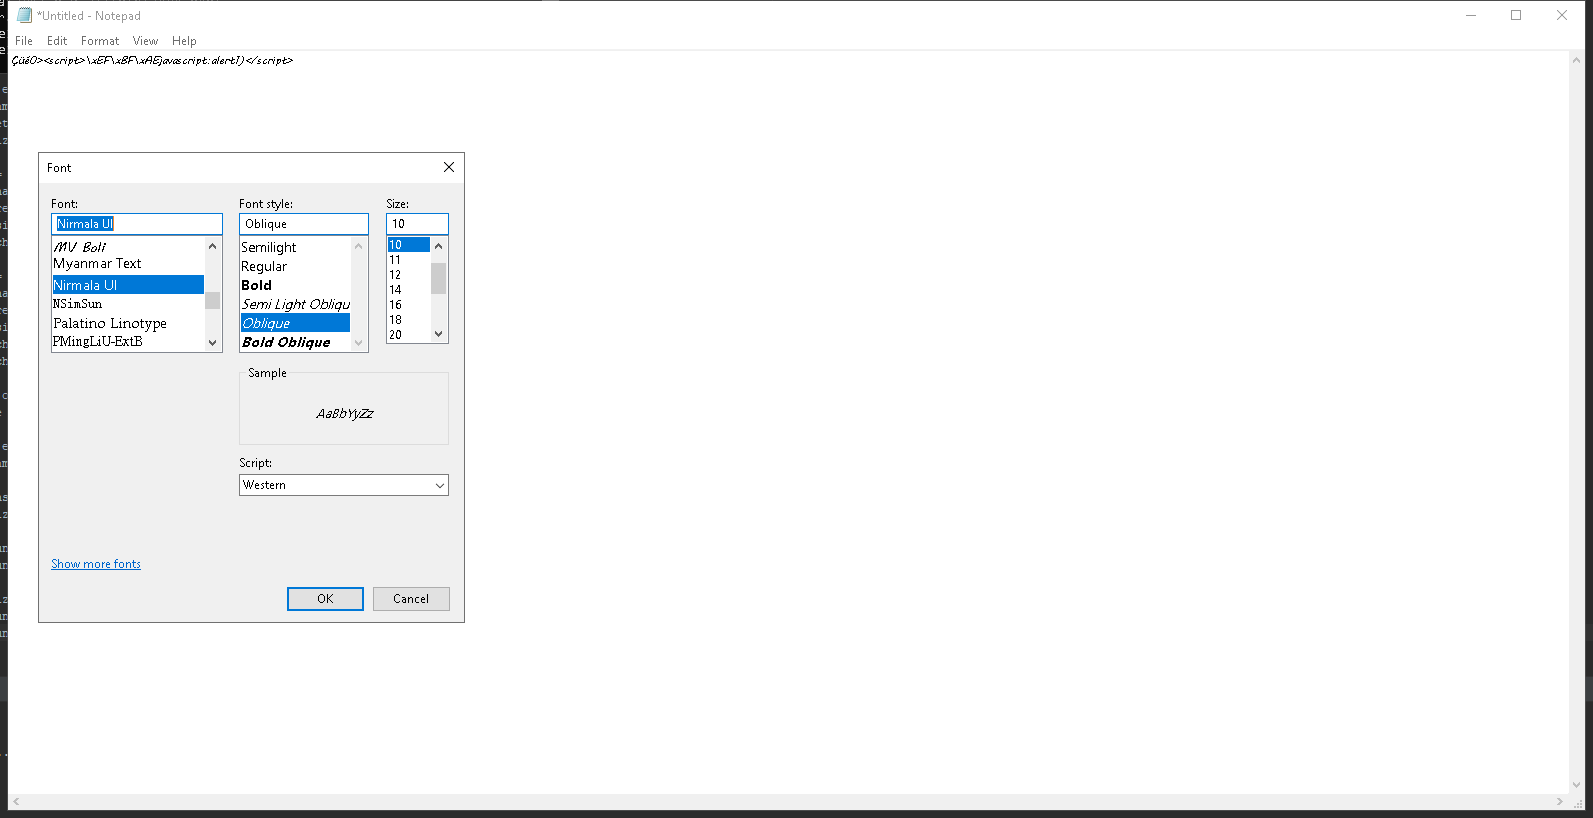 *Untitled - Notepad
File Edit Format View Help
ÇüéO><script>\xEF\xBF\xAEjavascript:alert1)</script>
Font
Font: Font style: Size:
Nirmala UI Oblique 10
MV Boli
Myanmar Text
Nirmala UI
NSimSun
Palatino Linotype
PMingLiU-ExtB
Semilight
Regular
Bold
Semi Light Obliqu
Oblique
Bold Oblique
10
11
12
14
16
18
20
Sample
AaBbYyZz
Script:
Western
Show more fonts
OK Cancel